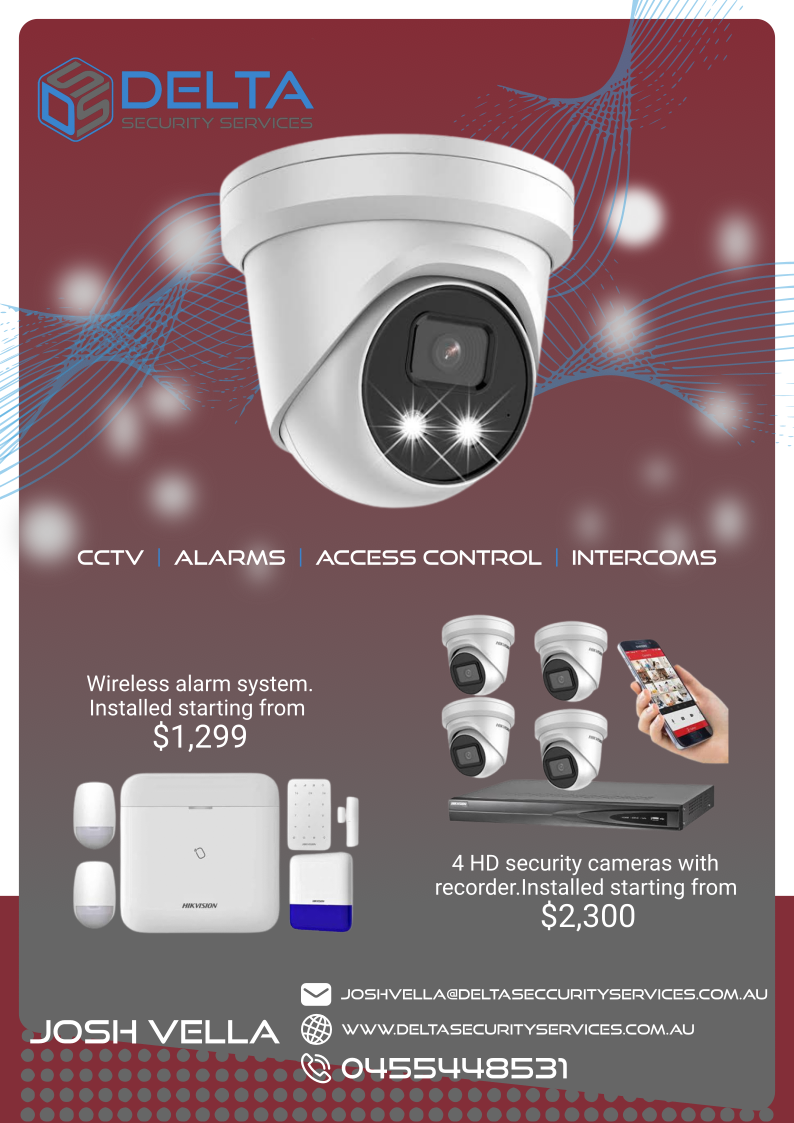 DELTA
SECURITY SERVICES
CCTV | ALARMS | ACCESS CONTROL | INTERCOMS
Wireless alarm system.
Installed starting from
$1,299
HIKVISION
4 HD security cameras with
recorder.Installed starting from
$2,300
JOSH VELLA
JOSHVELLA@DELTASECCURITYSERVICES.COM.AU
WWW.DELTASECURITYSERVICES.COM.AU
0455448531